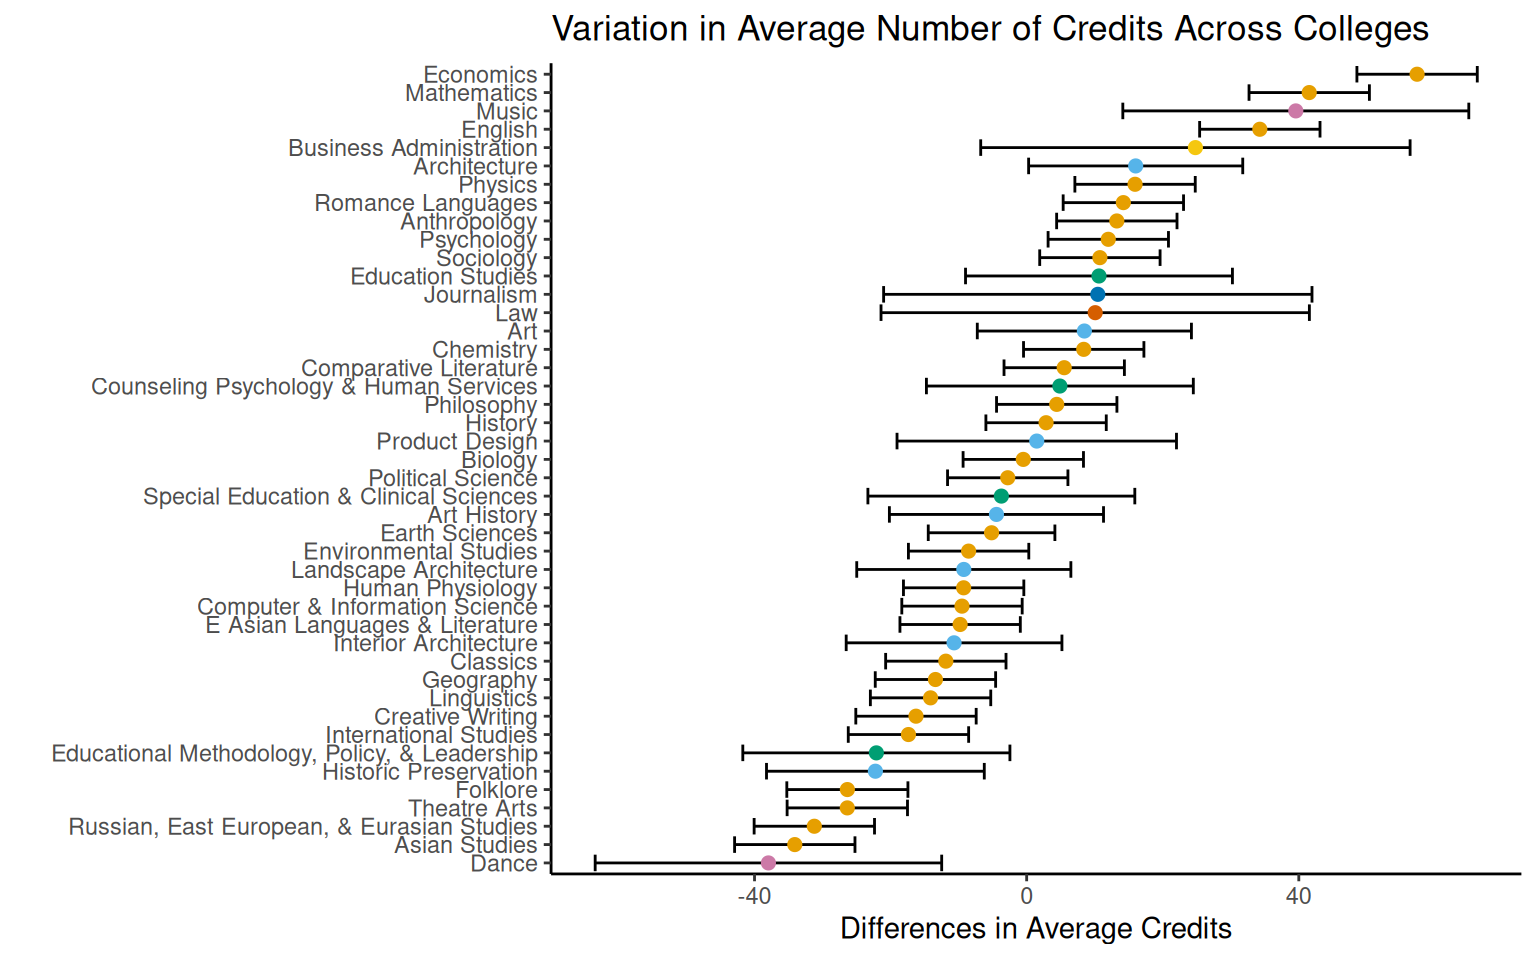 Variation in Average Number of Credits Across Colleges
Economics
Mathematics
Music
English
Business Administration
Architecture
Physics
Romance Languages
Anthropology
Psychology
Sociology
Education Studies
Journalism
Law
Art
Chemistry
Comparative Literature
Counseling Psychology & Human Services
Philosophy
History
Product Design
Biology
Political Science
Special Education & Clinical Sciences
Art History
Earth Sciences
Environmental Studies
Landscape Architecture
Human Physiology
Computer & Information Science
E Asian Languages & Literature
Interior Architecture
Classics
Geography
Linguistics
Creative Writing
International Studies
Educational Methodology, Policy, & Leadership
Historic Preservation
Folklore
Theatre Arts
Russian, East European, & Eurasian Studies
Asian Studies
Dance
-40 0 40
Differences in Average Credits